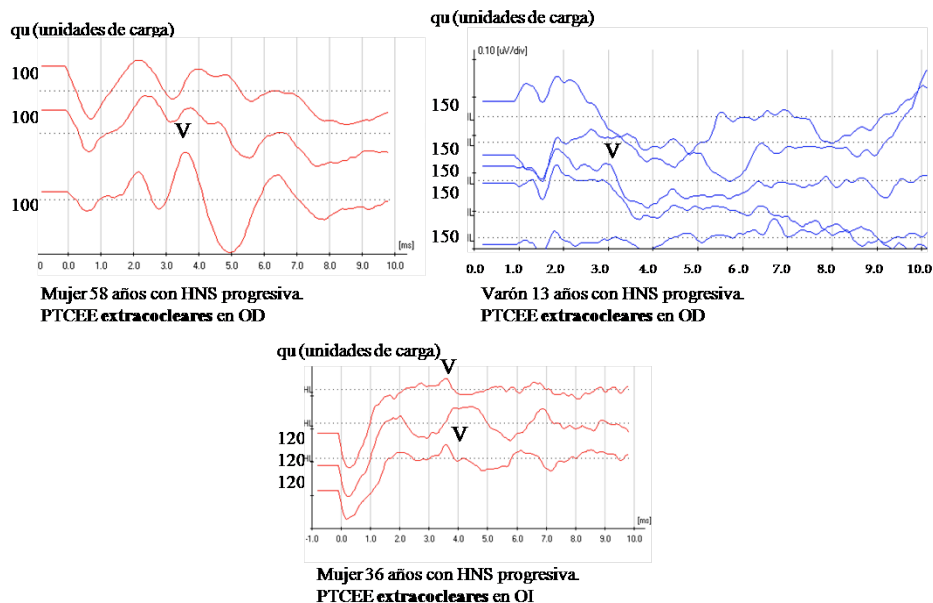 qu (unidades de carga)
100
100
V
100
[ms]
0 0.0 1.0 2.0 3.0 4.0 5.0 6.0 7.0 8.0 9.0 10.0
Mujer 58 años con HNS progresiva.
PTCEE extracocleares en OD
qu (unidades de carga)
0.10 [uV/div]
150
150
V
150
150
150
0.0 1.0 2.0 3.0 4.0 5.0 6.0 7.0 8.0 9.0 10.0
Varón 13 años con HNS progresiva.
PTCEE extracocleares en OD
qu (unidades de carga)
V
120
V
120
120
[ms]
-1.0 0.0 1.0 2.0 3.0 4.0 5.0 6.0 7.0 8.0 9.0 10.0
Mujer 36 años con HNS progresiva.
PTCEE extracocleares en OI